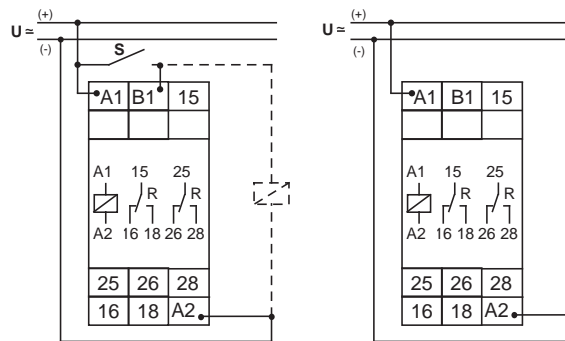 (+)
U ≃
(-)
S
A1 B1 15
A1 15 25
R R
A2 16 18 26 28
25 26 28
16 18 A2
(+)
U ≃
(-)
A1 B1 15
A1 15 25
R R
A2 16 18 26 28
25 26 28
16 18 A2